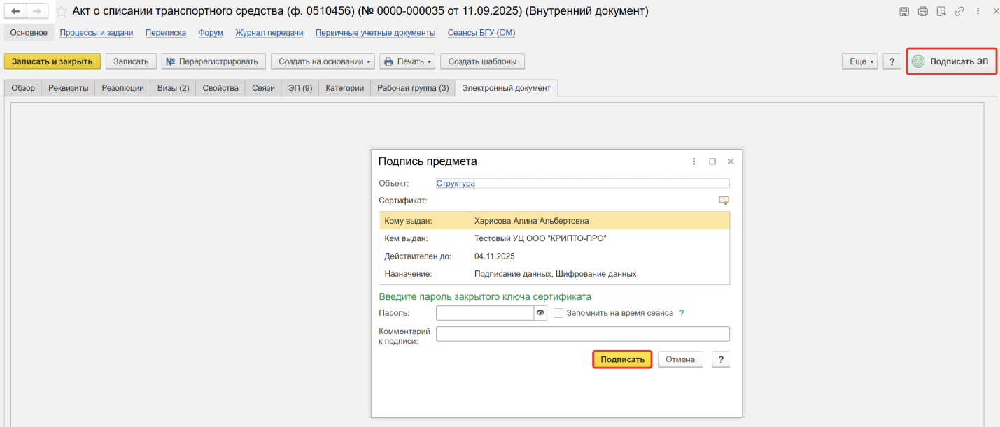 Акт о списании транспортного средства (ф. 0510456) (№ 0000-000035 от 11.09.2025) (Внутренний документ)
Основное Процессы и задачи Переписка Форум Журнал передачи Первичные учетные документы Сеансы БГУ (ОМ)
Записать и закрыть Записать № Перерегистрировать Создать на основании Печать Создать шаблоны Еще ? Подписать ЭП
Обзор Реквизиты Резолюции Визы (2) Свойства Связи ЭП (9) Категории Рабочая группа (3) Электронный документ
Подпись предмета
Объект: Структура
Сертификат:
Кому выдан: Харисова Алина Альбертовна
Кем выдан: Тестовый УЦ ООО "КРИПТО-ПРО"
Действителен до: 04.11.2025
Назначение: Подписание данных, Шифрование данных
Введите пароль закрытого ключа сертификата
Пароль: Запомнить на время сеанса ?
Комментарий
к подписи:
Подписать Отмена ?